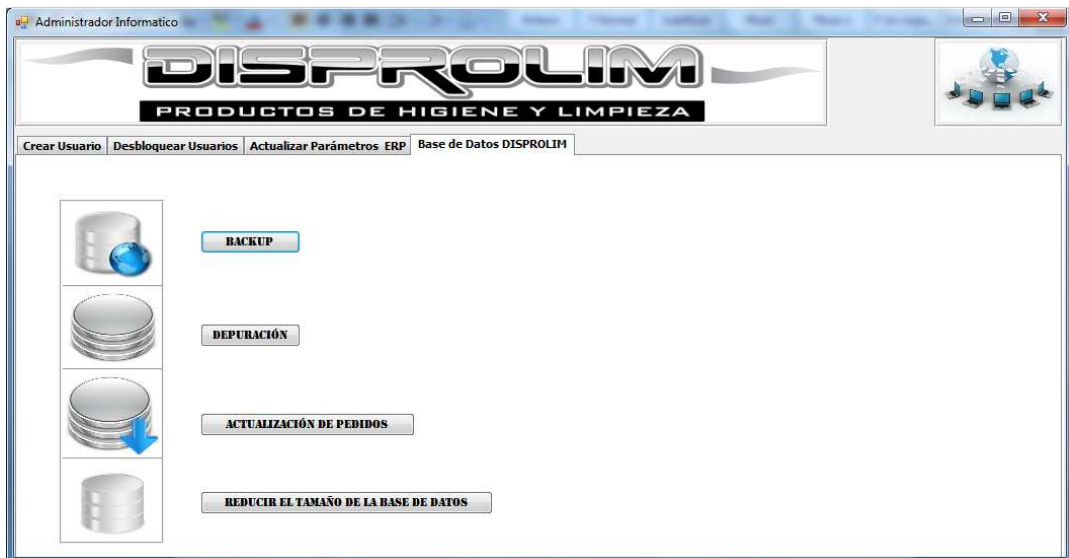 Administrador Informatico
DISPROLIM
PRODUCTOS DE HIGIENE Y LIMPIEZA
Crear Usuario Desbloquear Usuarios Actualizar Parámetros ERP Base de Datos DISPROLIM
BACKUP
DEPURACIÓN
ACTUALIZACIÓN DE PEDIDOS
REDUCIR EL TAMAÑO DE LA BASE DE DATOS